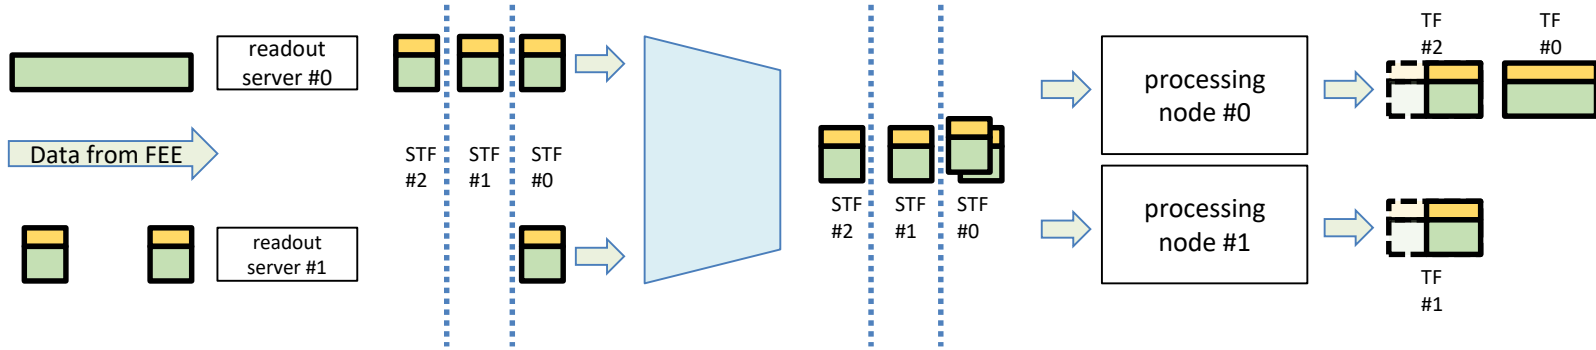 readout
server #0
Data from FEE
readout
server #1
STF
#2
STF
#1
STF
#0
STF
#2
STF
#1
STF
#0
processing
node #0
processing
node #1
TF
#2
TF
#0
TF
#1